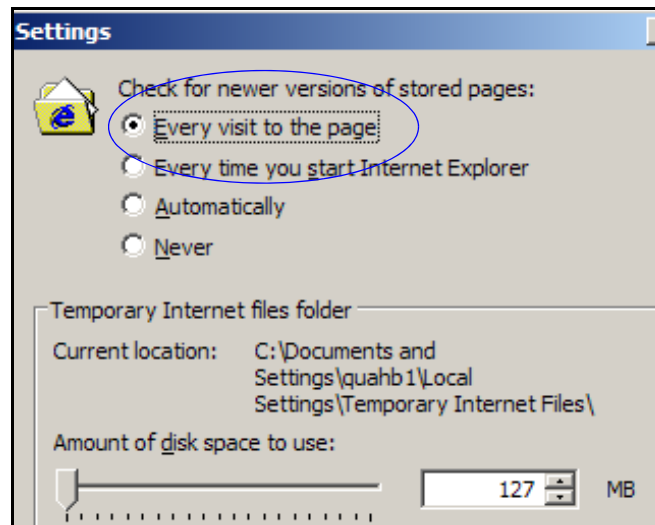 Settings
Check for newer versions of stored pages:
Every visit to the page
Every time you start Internet Explorer
Automatically
Never
Temporary Internet files folder
Current location: C:\Documents and
Settings\quahb1\Local
Settings\Temporary Internet Files\
Amount of disk space to use:
127 MB